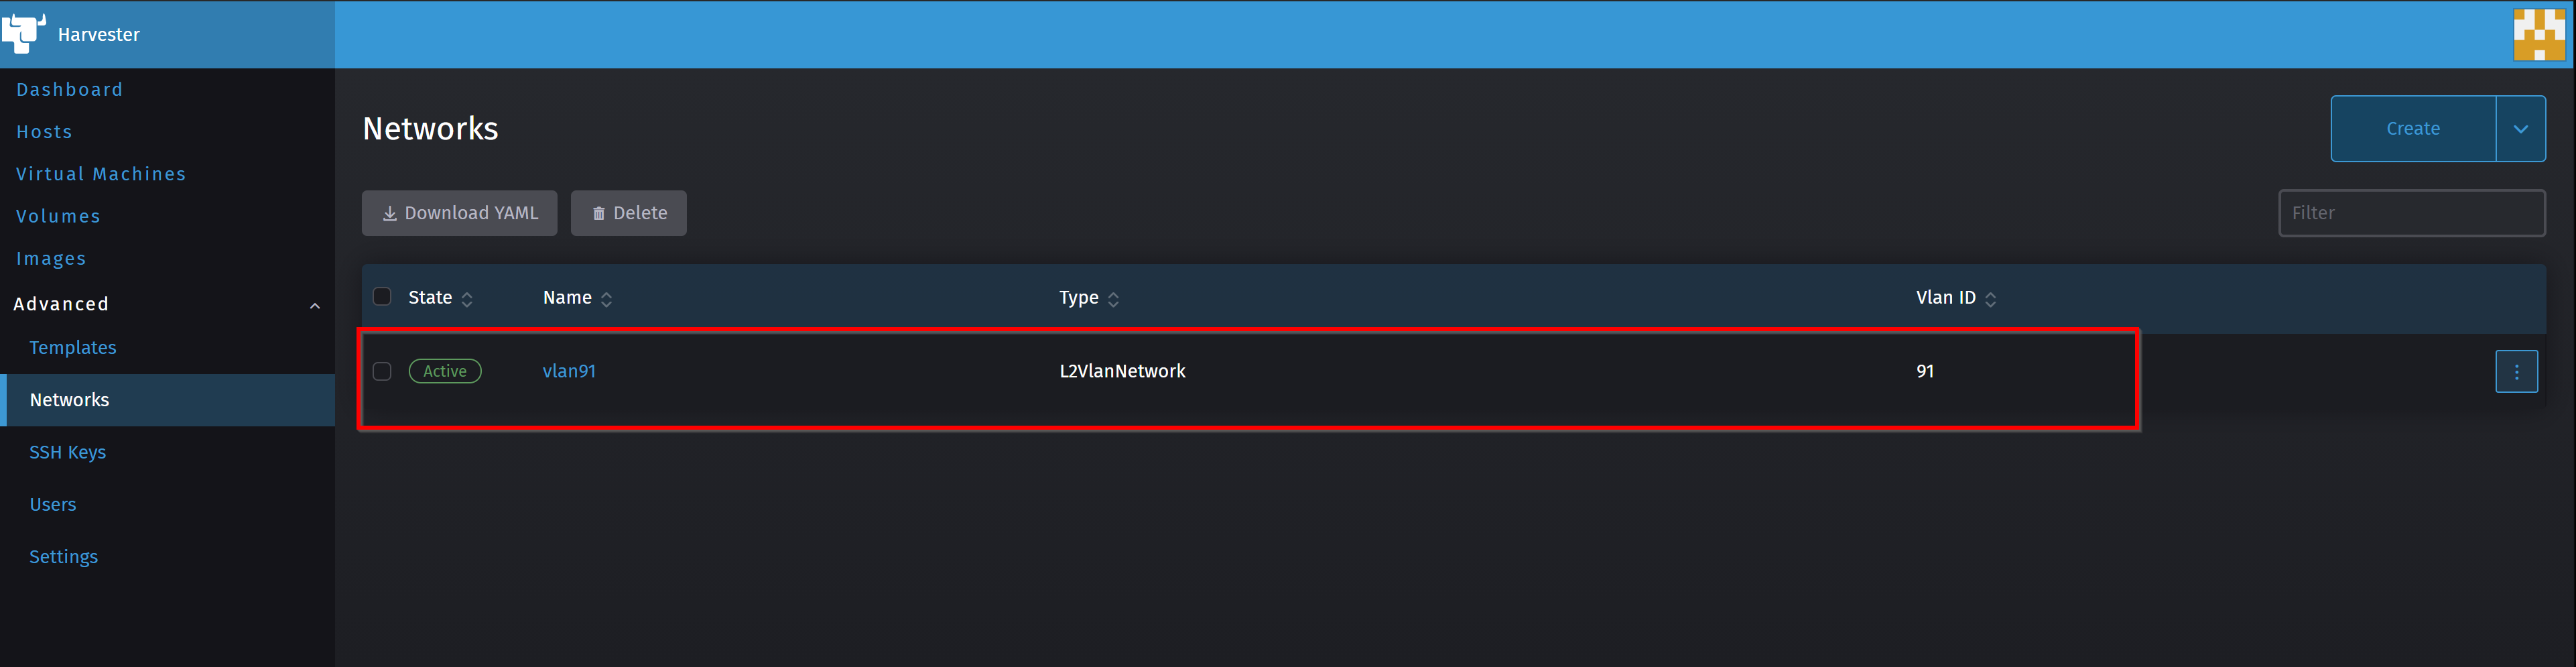 Harvester
Dashboard
Hosts
Virtual Machines
Volumes
Images
Advanced
Templates
Networks
SSH Keys
Users
Settings
Networks
Create
Download YAML Delete
Filter
State Name Type Vlan ID
Active vlan91 L2VlanNetwork 91